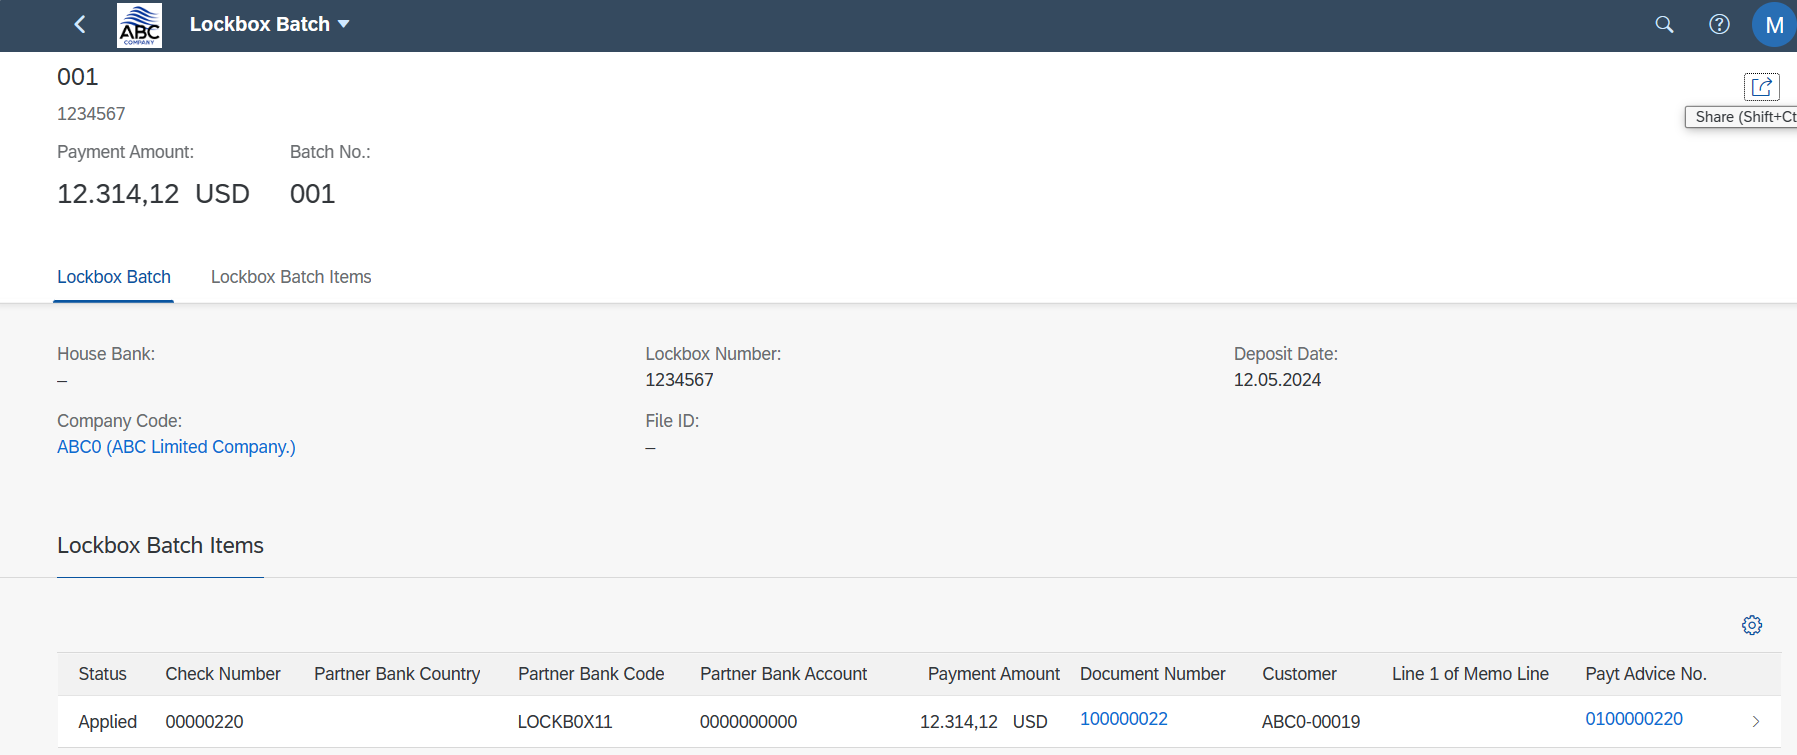 ABC
COMPANY
Lockbox Batch
M
001
1234567
Share (Shift+Ct
Payment Amount: Batch No.:
12.314,12 USD 001
Lockbox Batch Lockbox Batch Items
House Bank: Lockbox Number: Deposit Date:
– 1234567 12.05.2024
Company Code: File ID:
ABC0 (ABC Limited Company.) –
Lockbox Batch Items
Status Check Number Partner Bank Country Partner Bank Code Partner Bank Account Payment Amount Document Number Customer Line 1 of Memo Line Payt Advice No.
Applied 00000220 LOCKB0X11 0000000000 12.314,12 USD 100000022 ABC0-00019 0100000220